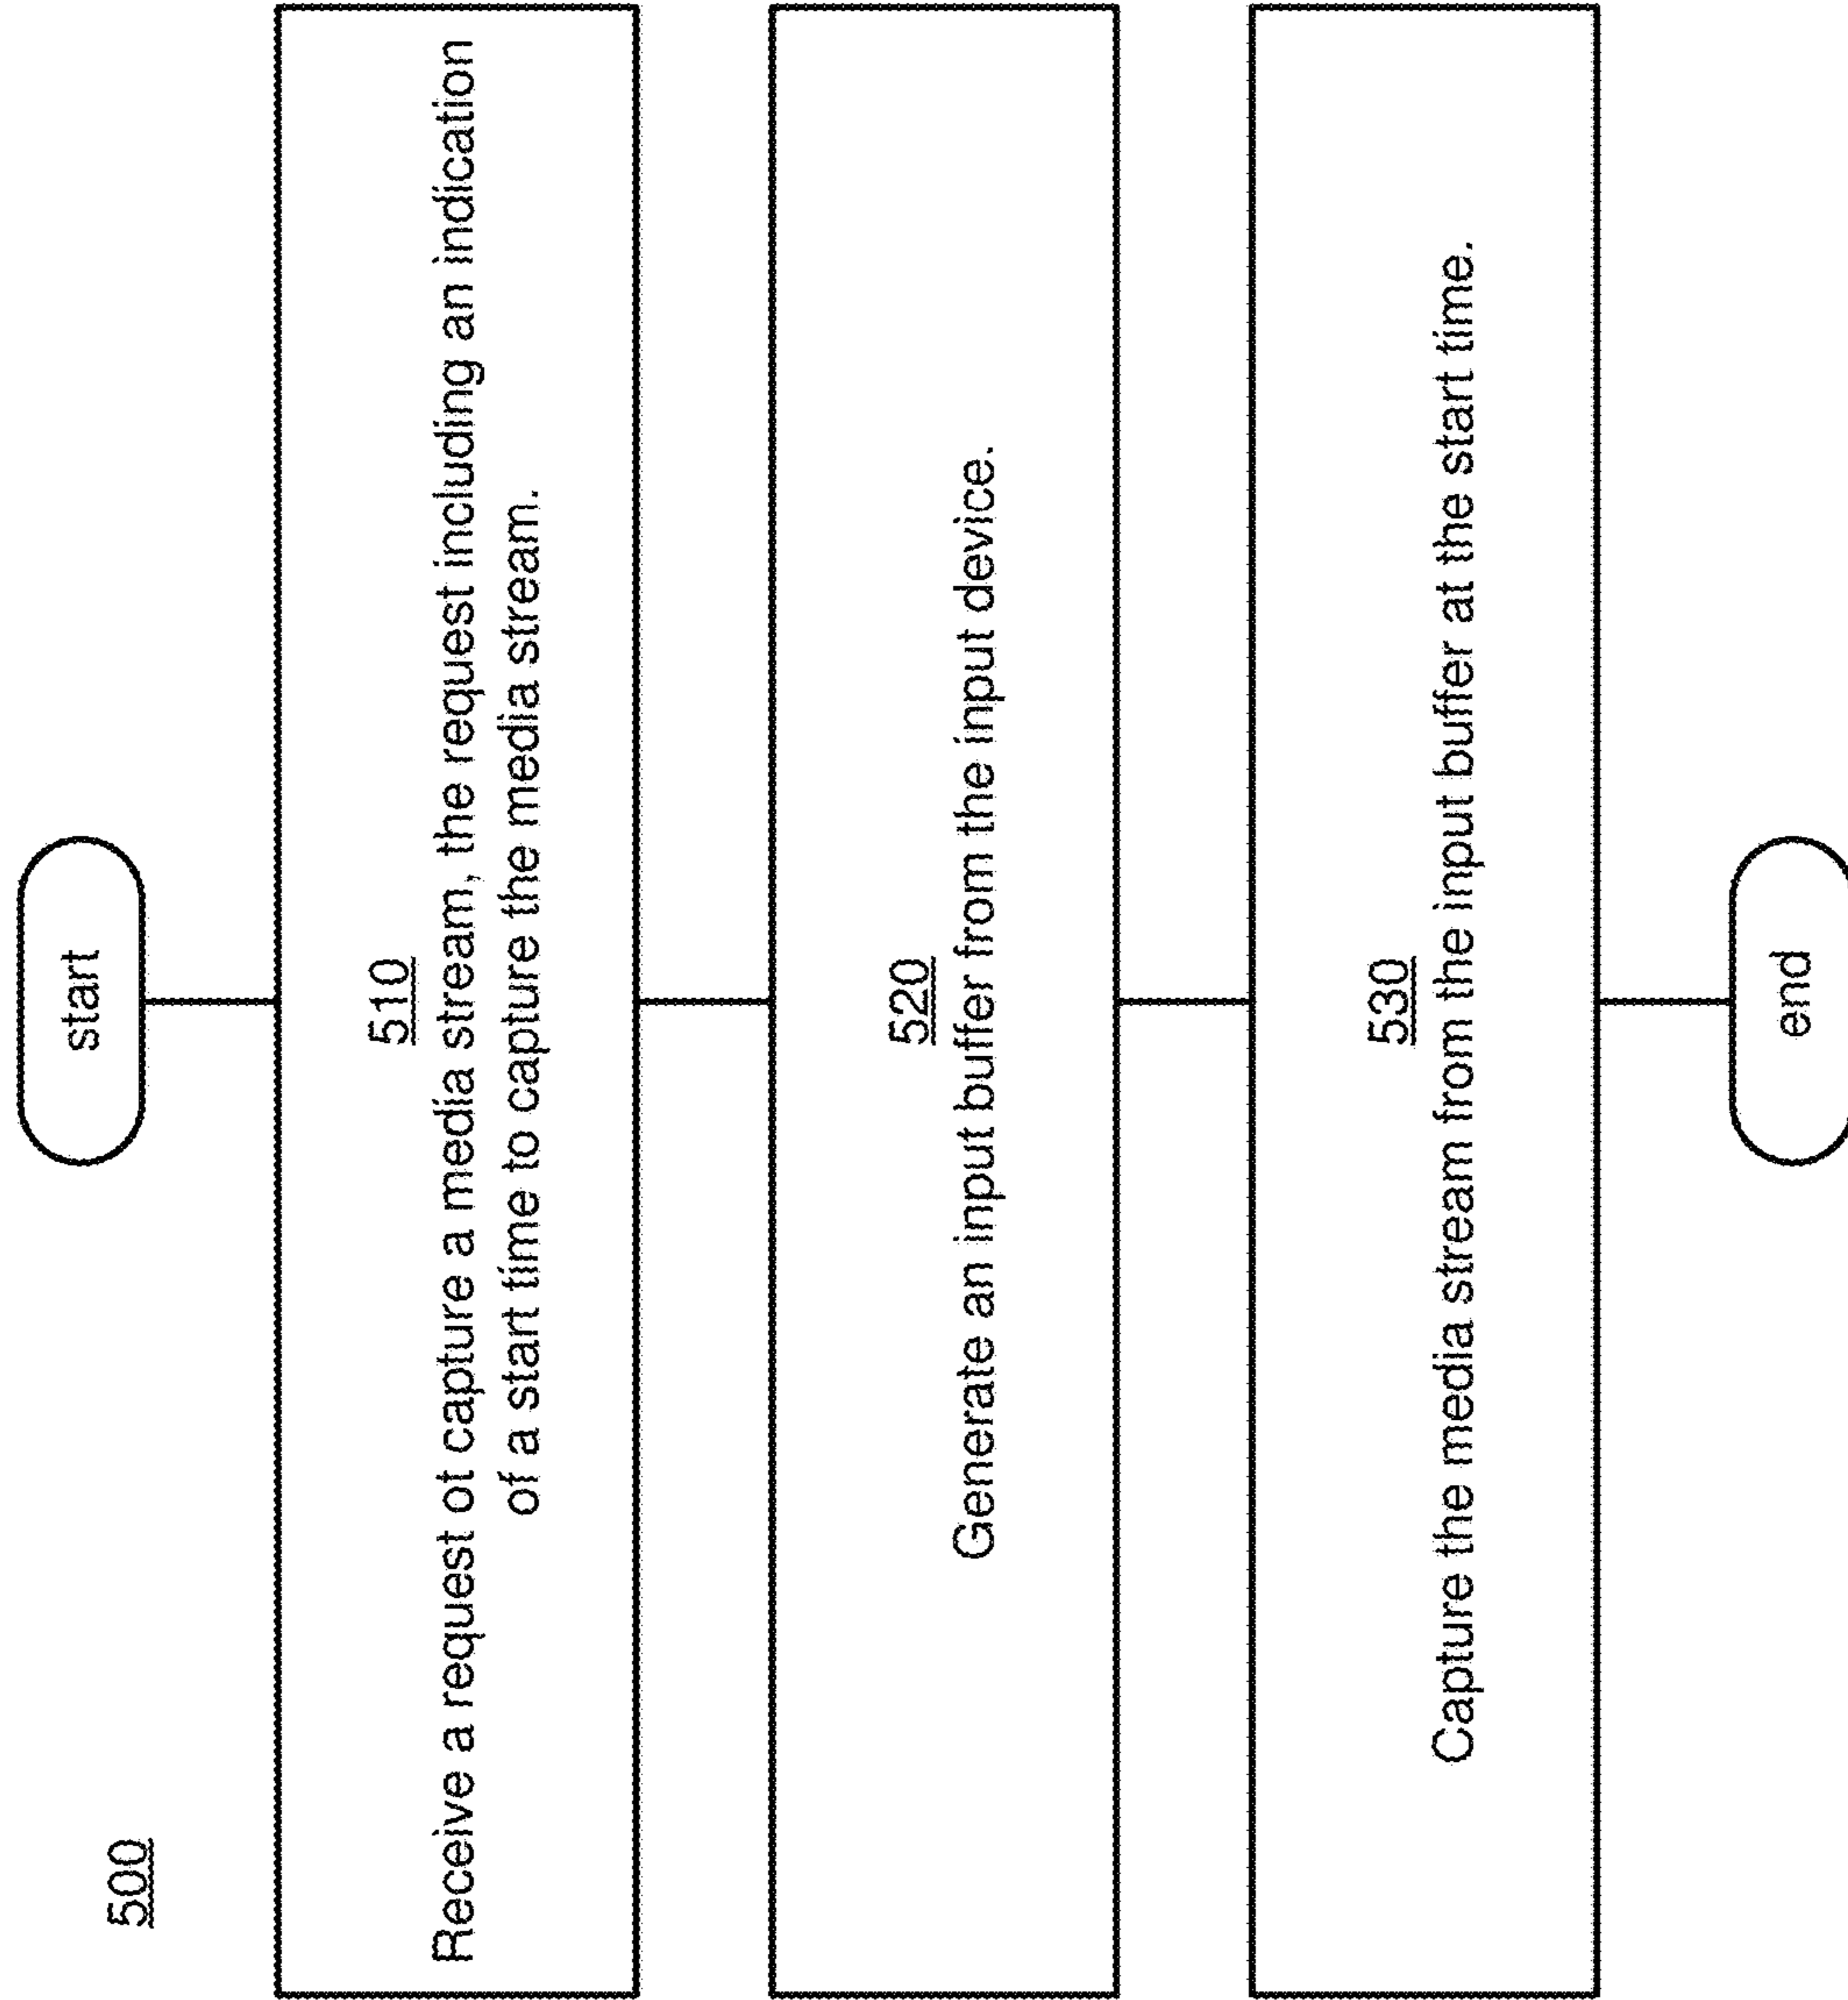 500
start
510
Receive a request ot capture a media stream, the request including an indication
of a start time to capture the media stream.
520
Generate an input buffer from the input device.
530
Capture the media stream from the input buffer at the start time.
end